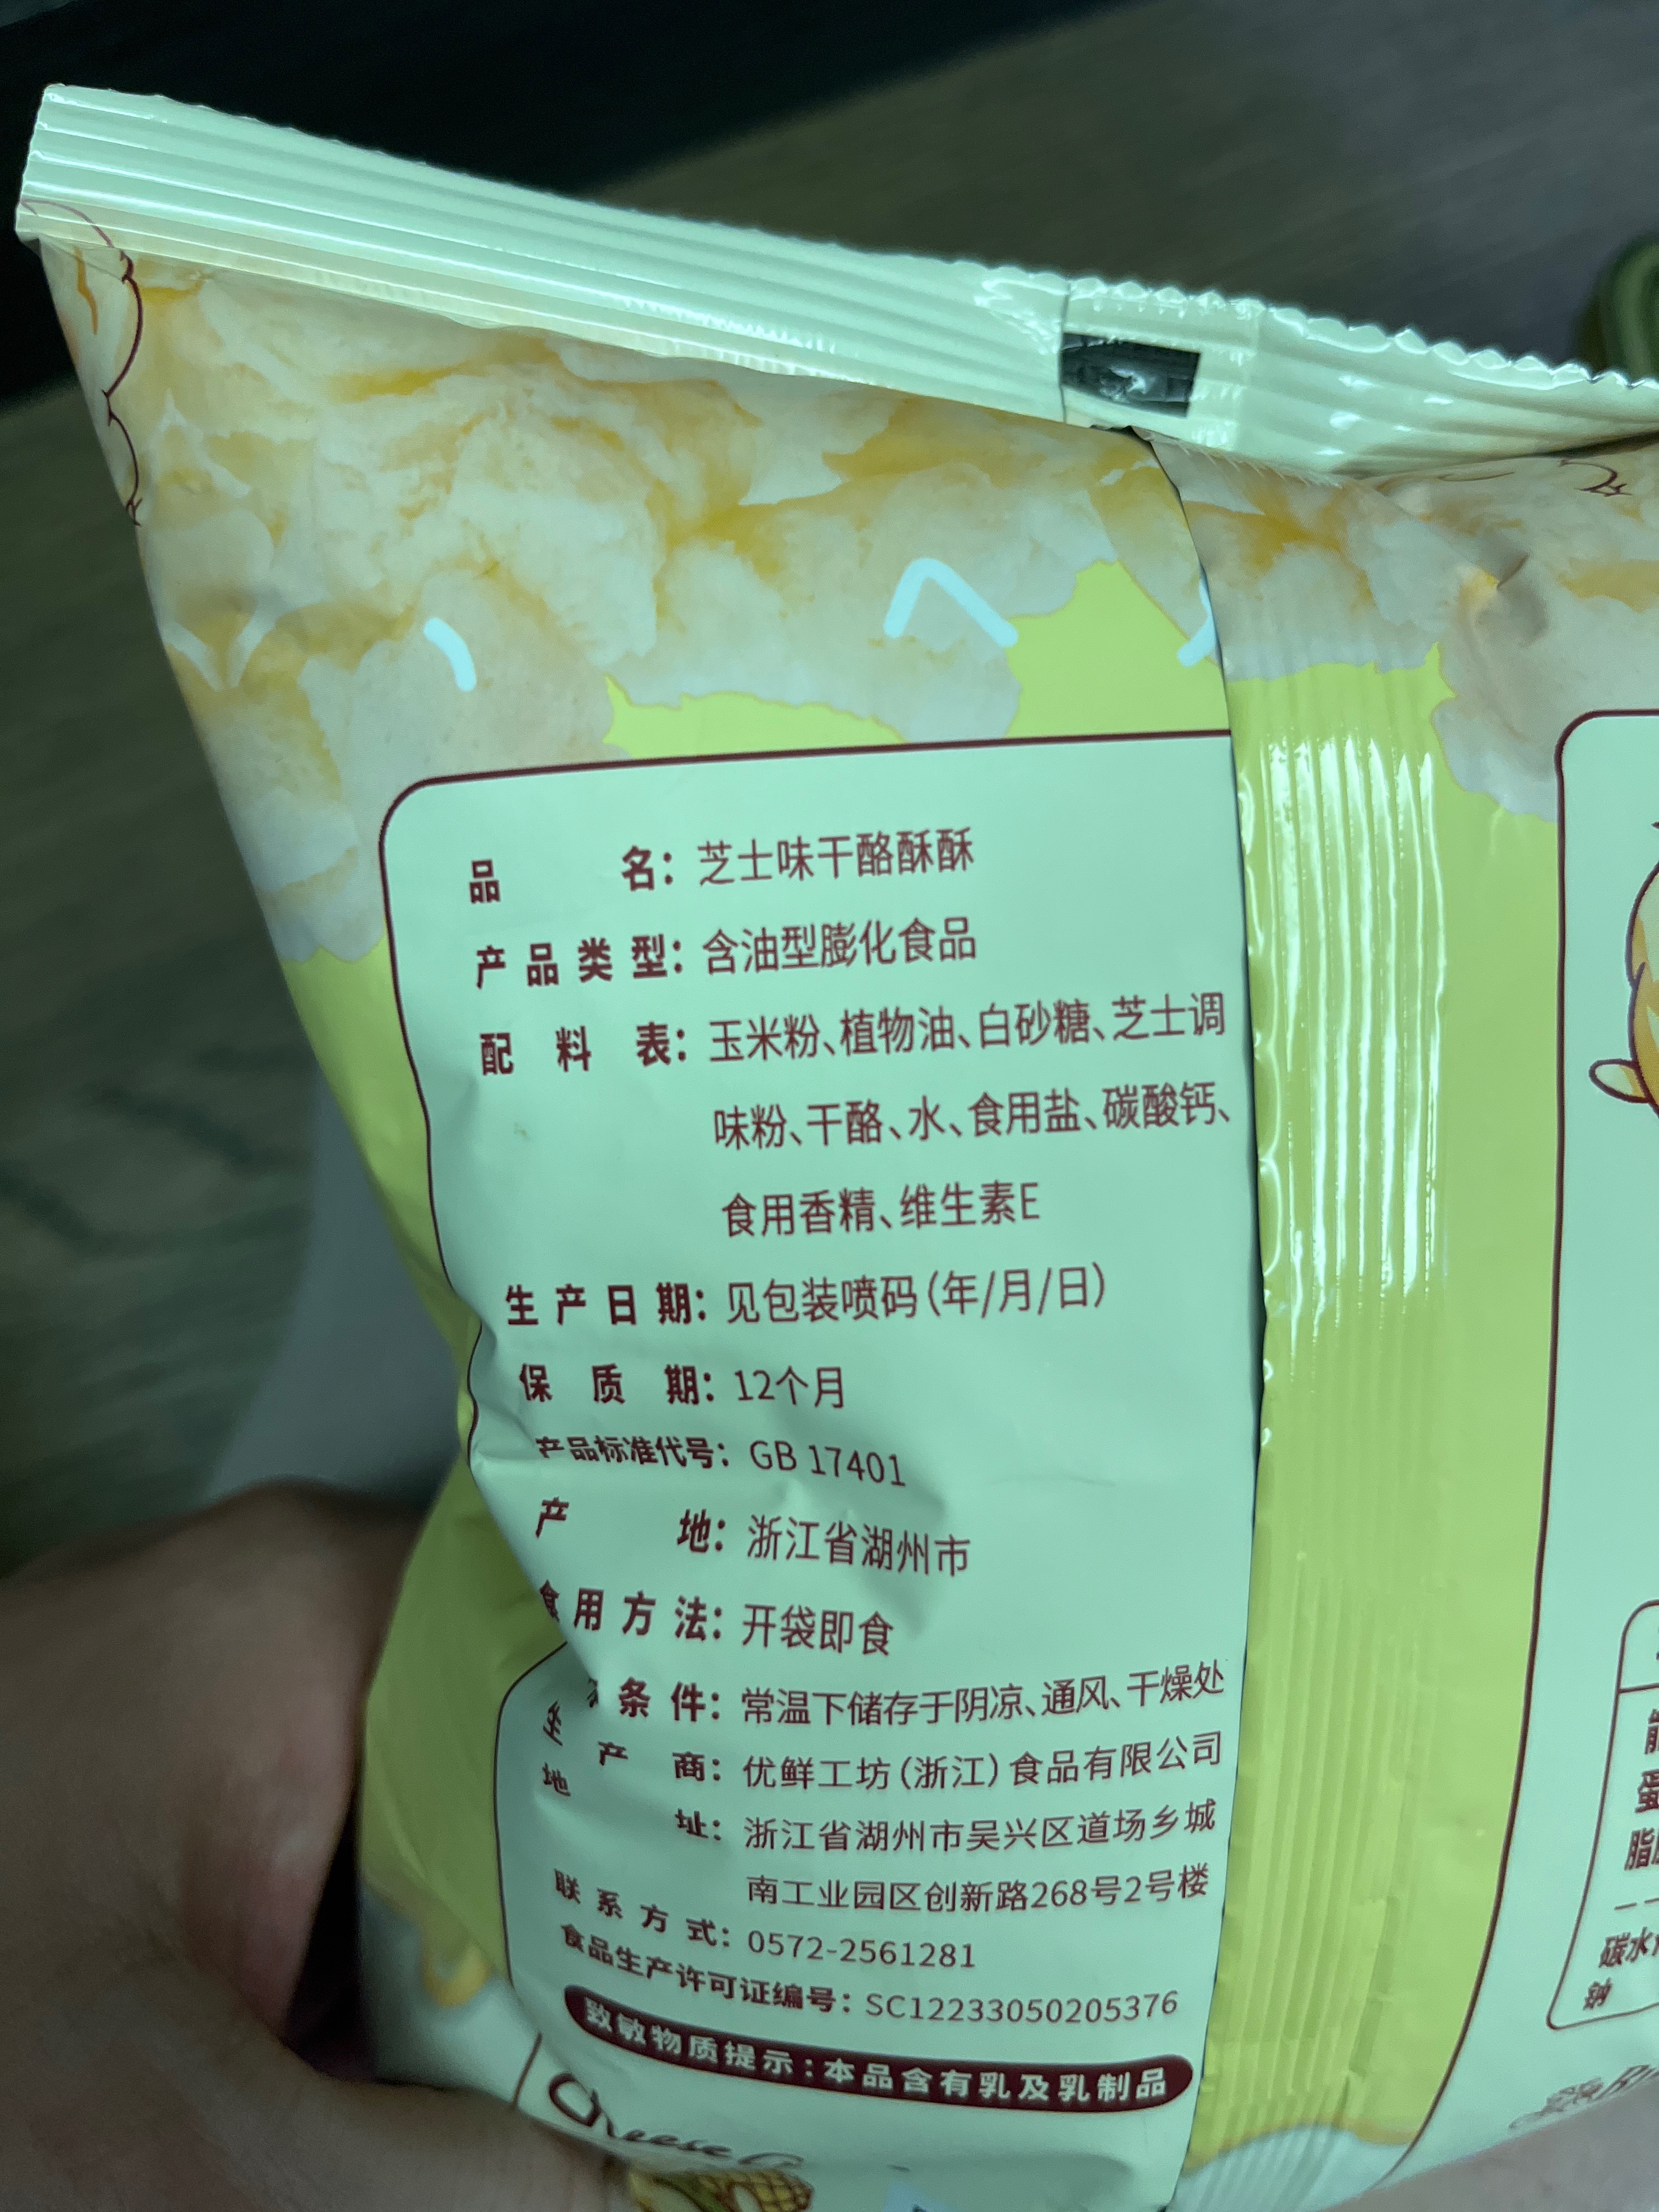 品名：芝士味干酪酥酥
产品类型：含油型膨化食品
配料表：玉米粉、植物油、白砂糖、芝士调
味粉、干酪、水、食用盐、碳酸钙、
食用香精、维生素E
生产日期：见包装喷码（年/月/日）
保质期：12个月
产品标准代号：GB 17401
产地：浙江省湖州市
食用方法：开袋即食
条件：常温下储存于阴凉、通风、干燥处
生产商：优鲜工坊（浙江）食品有限公司
地址：浙江省湖州市吴兴区道场乡城
南工业园区创新路268号2号楼
联系方式：0572-2561281
食品生产许可证编号：SC12233050205376
致敏物质提示：本品含有乳及乳制品
Cheese
蛋
脂
碳水
钠